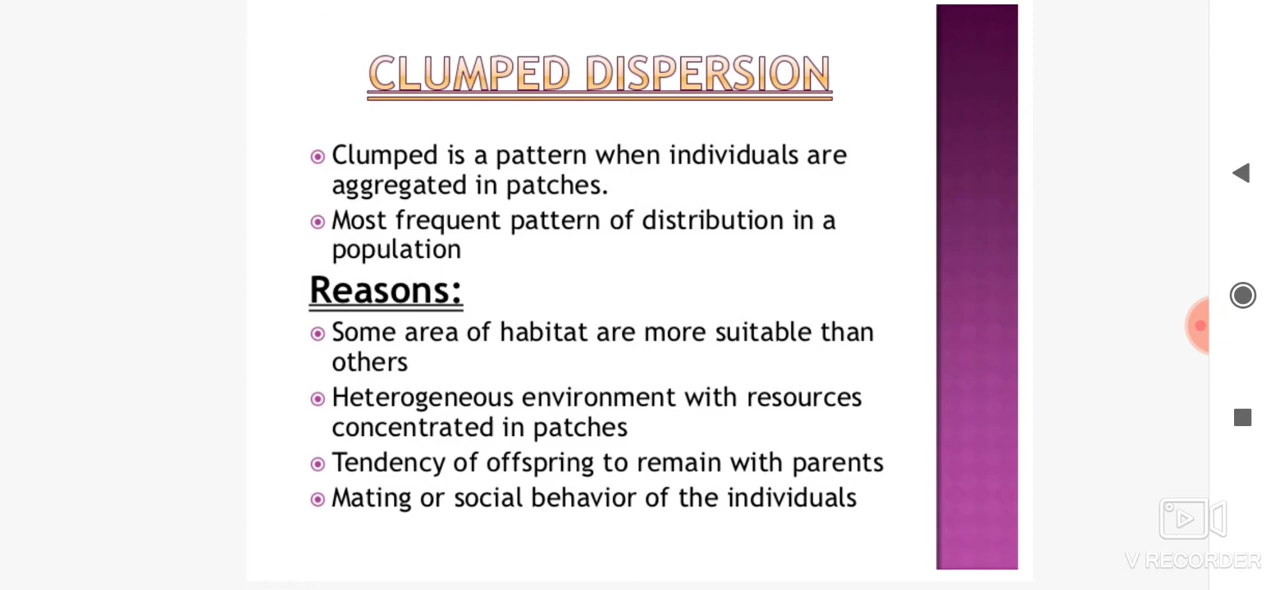 CLUMPED DISPERSION
Clumped is a pattern when individuals are
aggregated in patches.
Most frequent pattern of distribution in a
population
Reasons:
Some area of habitat are more suitable than
others
Heterogeneous environment with resources
concentrated in patches
Tendency of offspring to remain with parents
Mating or social behavior of the individuals
V RECORDER